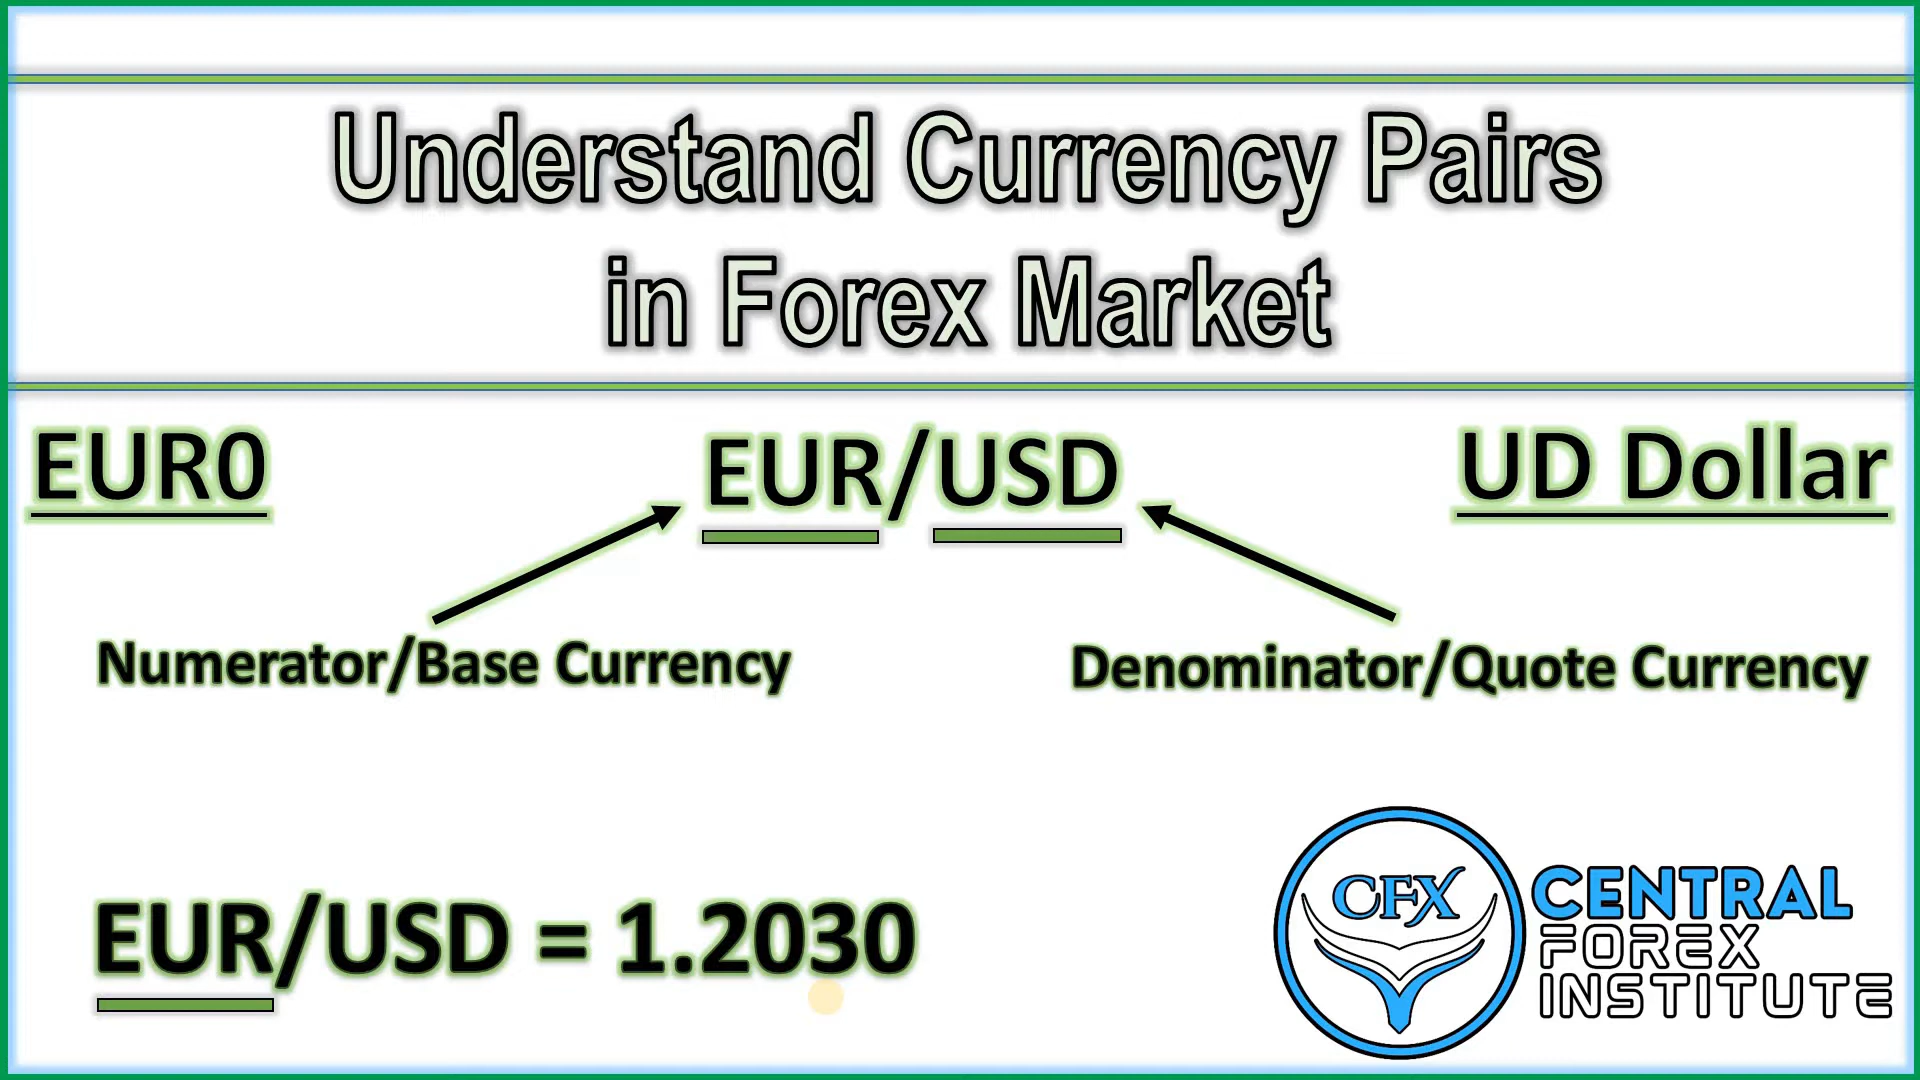 Understand Currency Pairs
in Forex Market
EUR0
EUR/USD
UD Dollar
Numerator/Base Currency
Denominator/Quote Currency
EUR/USD = 1.2030
CFX
CENTRAL
FOREX
INSTITUTE